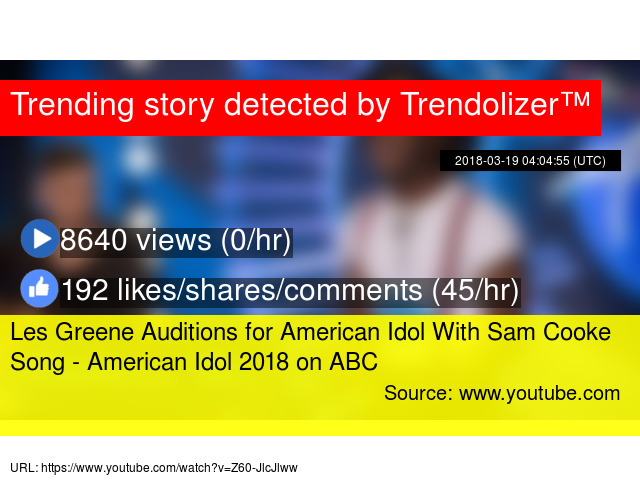 Trending story detected by Trendolizer™
2018-03-19 04:04:55 (UTC)
8640 views (0/hr)
192 likes/shares/comments (45/hr)
Les Greene Auditions for American Idol With Sam Cooke
Song - American Idol 2018 on ABC
Source: www.youtube.com
URL: https://www.youtube.com/watch?v=Z60-JlcJlww